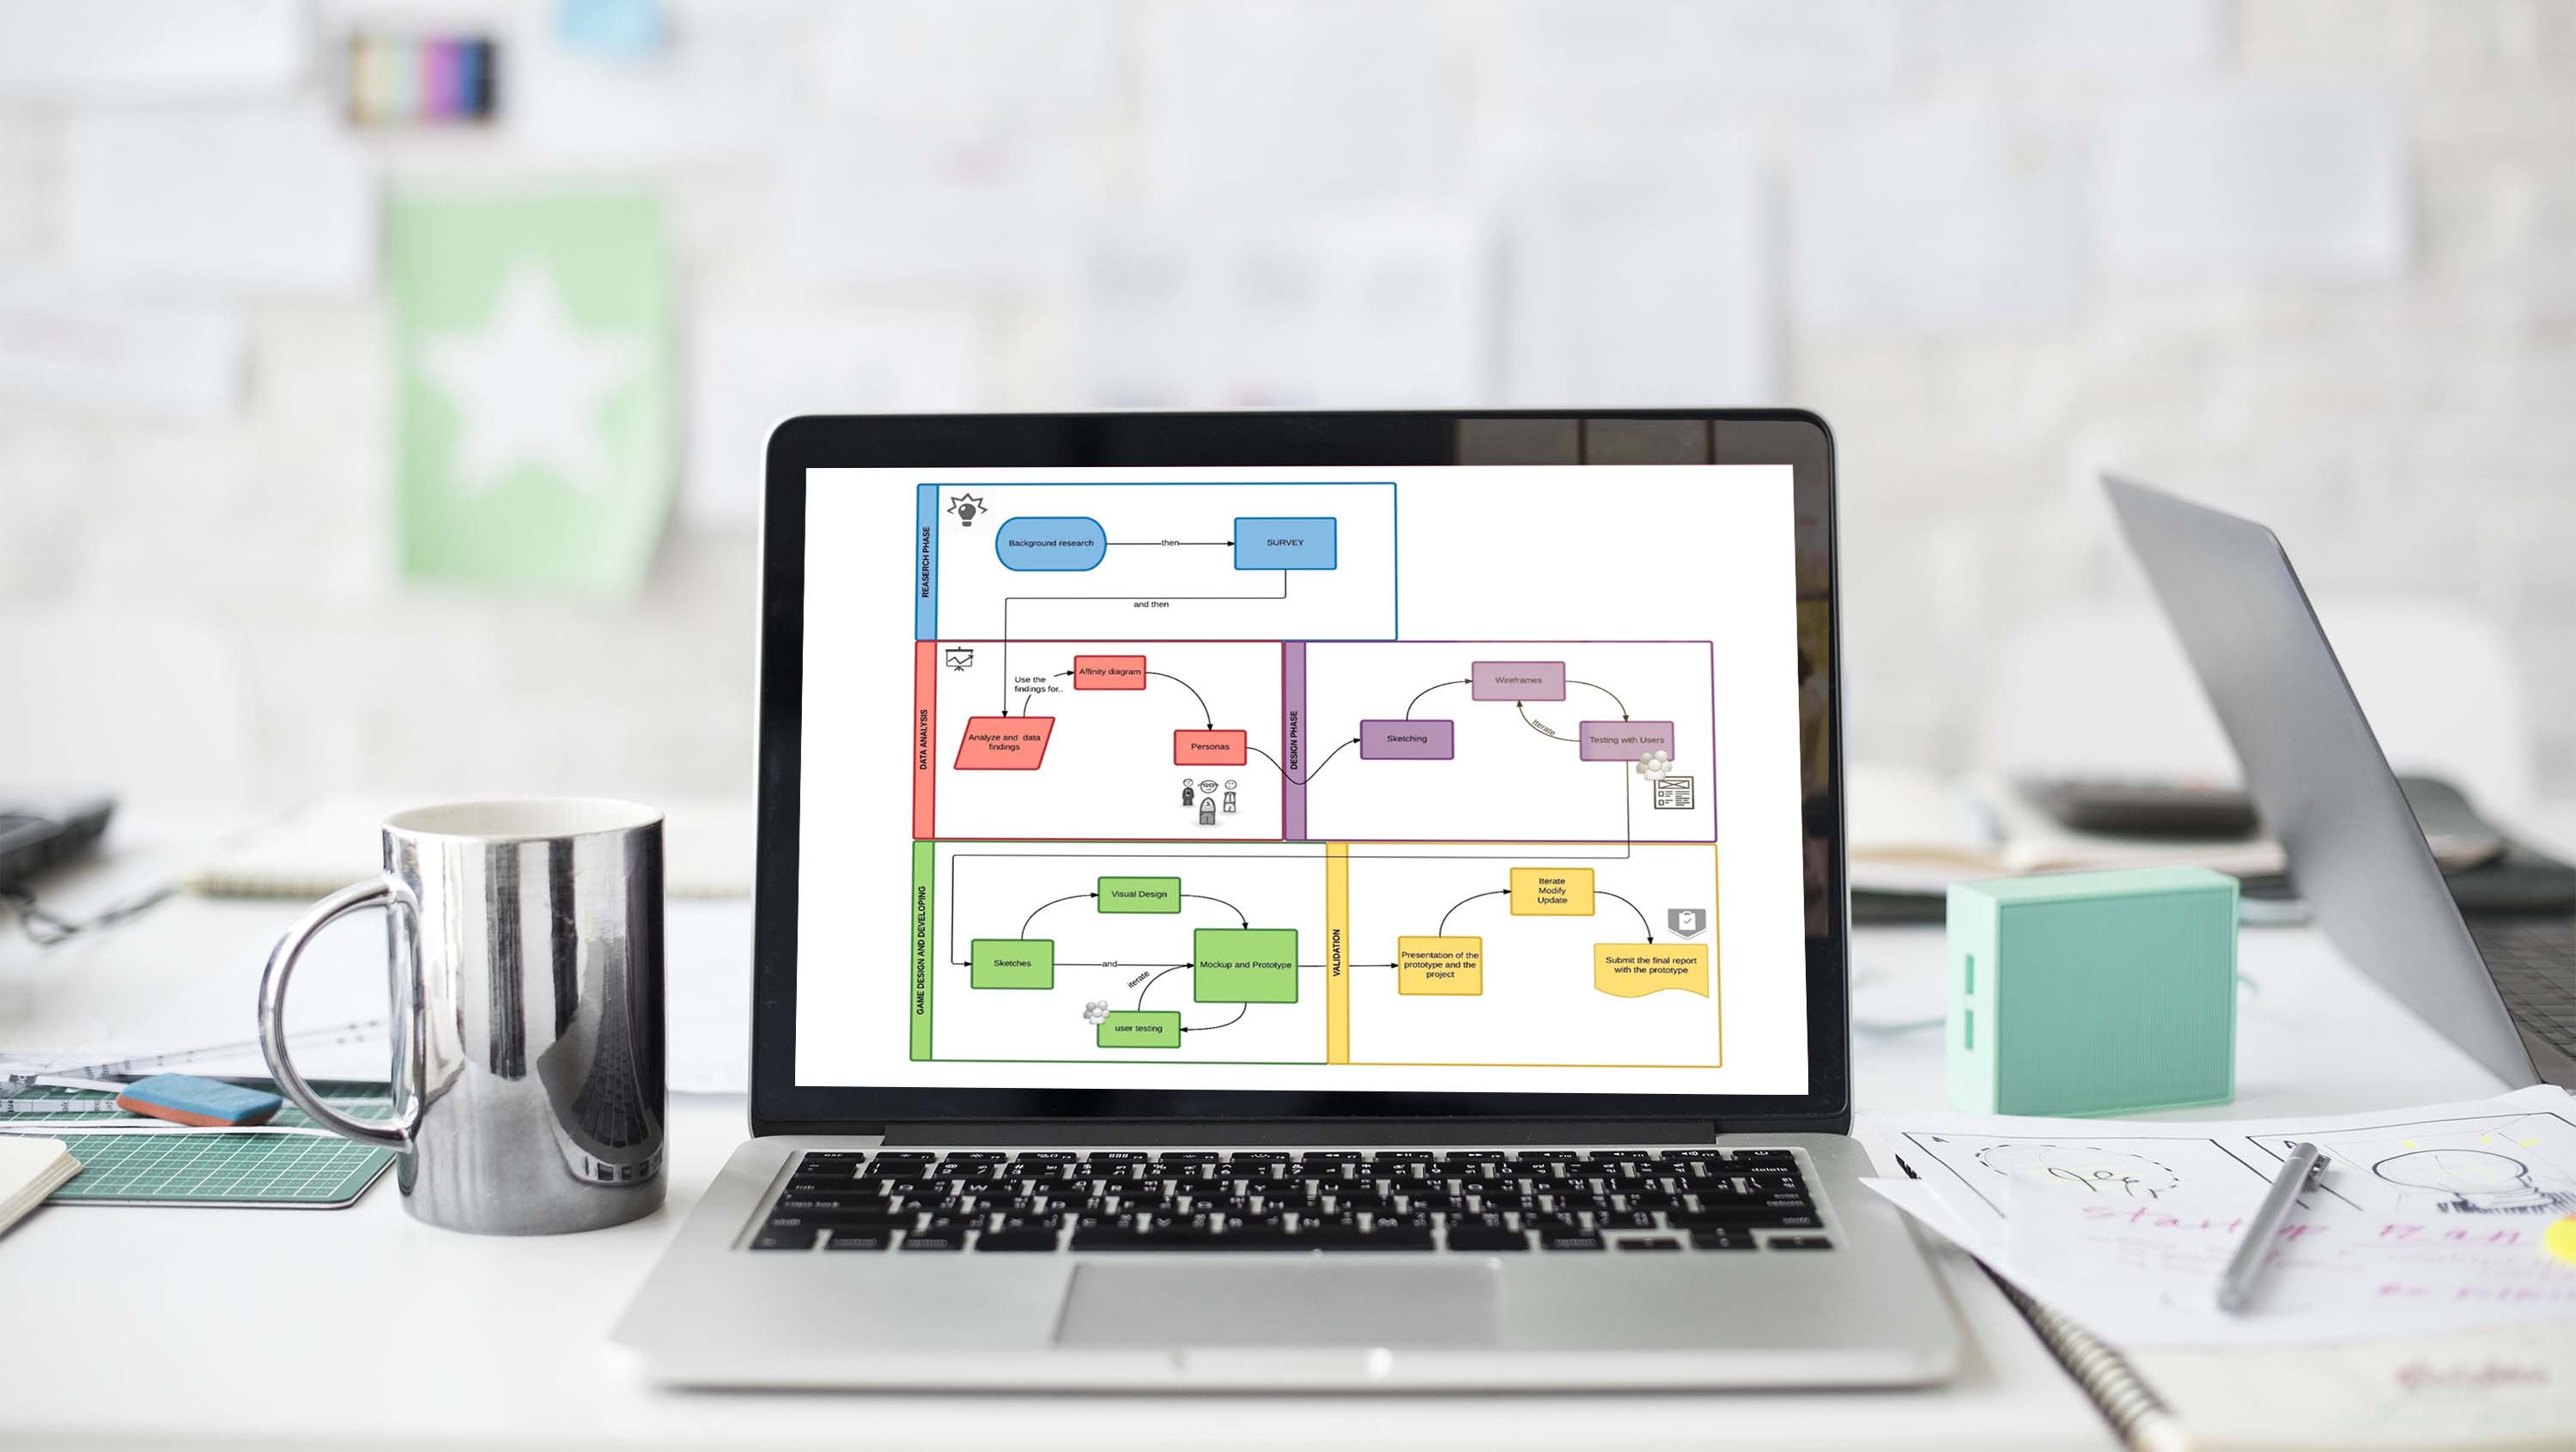 REASERCH PHASE
Background research
then
SURVEY
and then
DATA ANALYSIS
Use the
findings for..
Affinity diagram
Analyze and data
findings
Personas
DESIGN PHASE
Sketching
Wireframes
iterate
Testing with Users
GAME DESIGN AND DEVELOPING
Sketches
Visual Design
and
iterate
Mockup and Prototype
user testing
VALIDATION
Presentation of the
prototype and the
project
Iterate
Modify
Update
Submit the final report
with the prototype
delete
Startup Plan